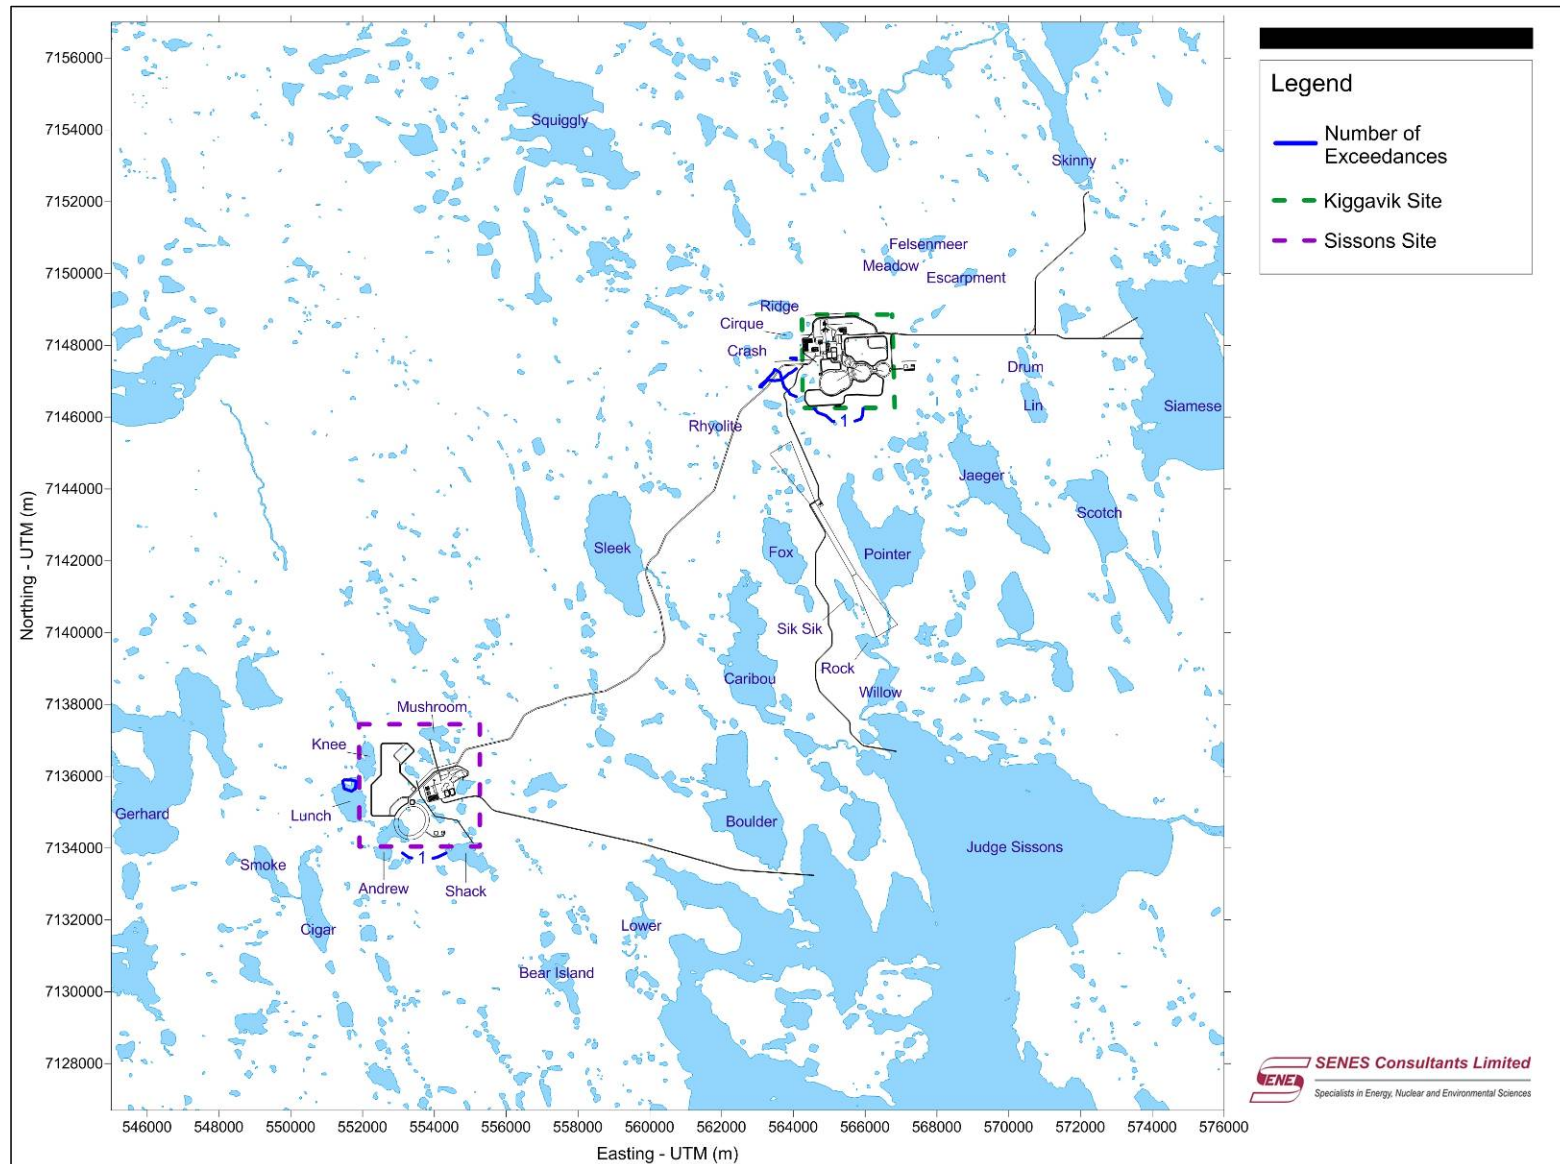 Legend
Number of
Exceedances
Kiggavik Site
Sissons Site
Northing - UTM (m)
7156000
7154000
7152000
7150000
7148000
7146000
7144000
7142000
7140000
7138000
7136000
7134000
7132000
7130000
7128000
Squiggly
Skinny
Felsenmeer
Meadow
Escarpment
Ridge
Cirque
Crash
Drum
Lin
Siamese
Rhyolite
1
Jaeger
Scotch
Sleek
Fox
Pointer
Sik Sik
Rock
Caribou
Willow
Mushroom
Knee
Gerhard
Lunch
Boulder
Judge Sissons
1
Smoke
Andrew
Shack
Cigar
Lower
Bear Island
546000 548000 550000 552000 554000 556000 558000 560000 562000 564000 566000 568000 570000 572000 574000 576000
Easting - UTM (m)
SENES
SENES Consultants Limited
Specialists in Energy, Nuclear and Environmental Sciences